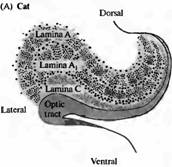 (A) Cat
Dorsal
Lamina A
Lamina A₁
Lamina C
Lateral
Optic
tract
Ventral